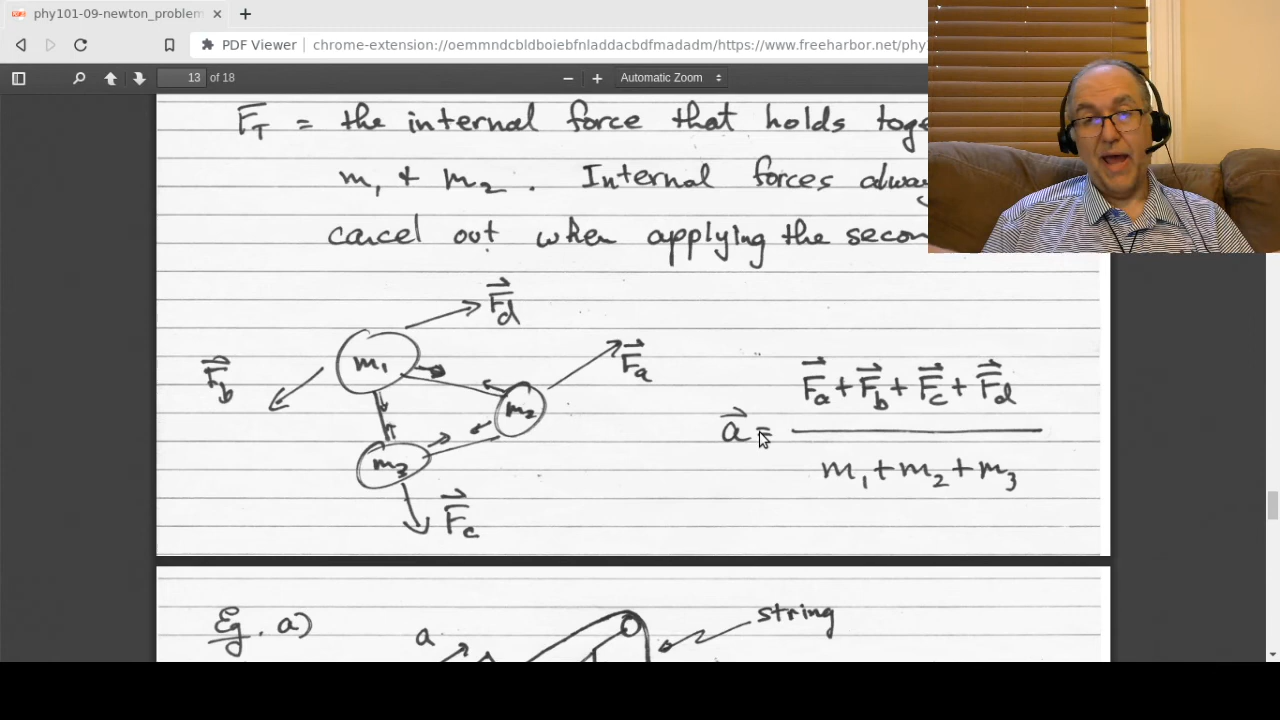 phy101-09-newton_problem
PDF Viewer chrome-extension://oemmndcbldboiebfnladdacbdfmadadm/https://www.freeharbor.net/phy
13 of 18 Automatic Zoom
F_T = the internal force that holds toge
m₁ + m₂. Internal forces alway
cancel out when applying the secon
F⃗d
m₁
F⃗a
F⃗b
m₂
F⃗a+F⃗b+F⃗c+F⃗d
a⃗ =
m₃
m₁+m₂+m₃
F⃗c
Eg. a)
string
a